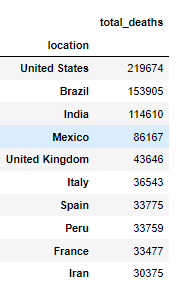 total_deaths
location
United States 219674
Brazil 153905
India 114610
Mexico 86167
United Kingdom 43646
Italy 36543
Spain 33775
Peru 33759
France 33477
Iran 30375